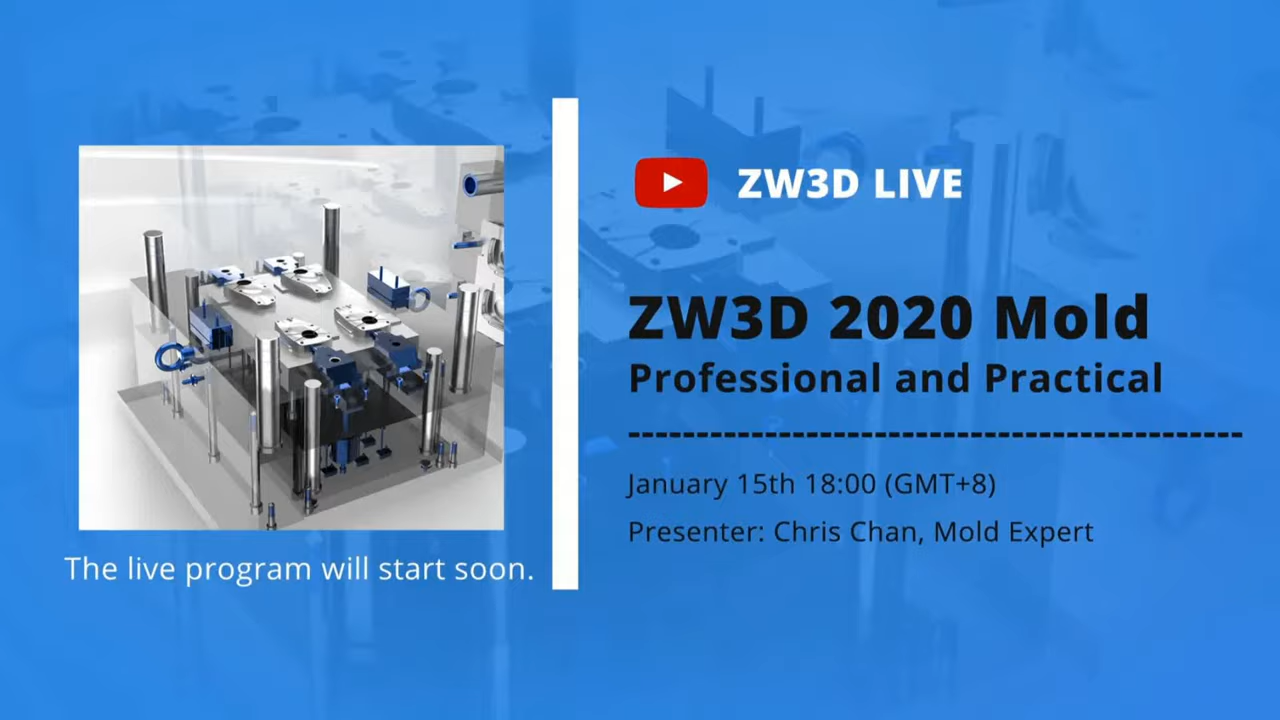 ZW3D LIVE
ZW3D 2020 Mold
Professional and Practical
--------------------------------------------
January 15th 18:00 (GMT+8)
Presenter: Chris Chan, Mold Expert
The live program will start soon.